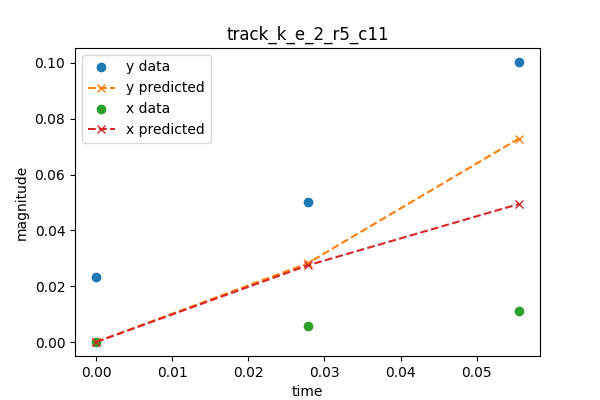 track_k_e_2_r5_c11
y data
y predicted
x data
x predicted
magnitude
0.10
0.08
0.06
0.04
0.02
0.00
0.00 0.01 0.02 0.03 0.04 0.05
time